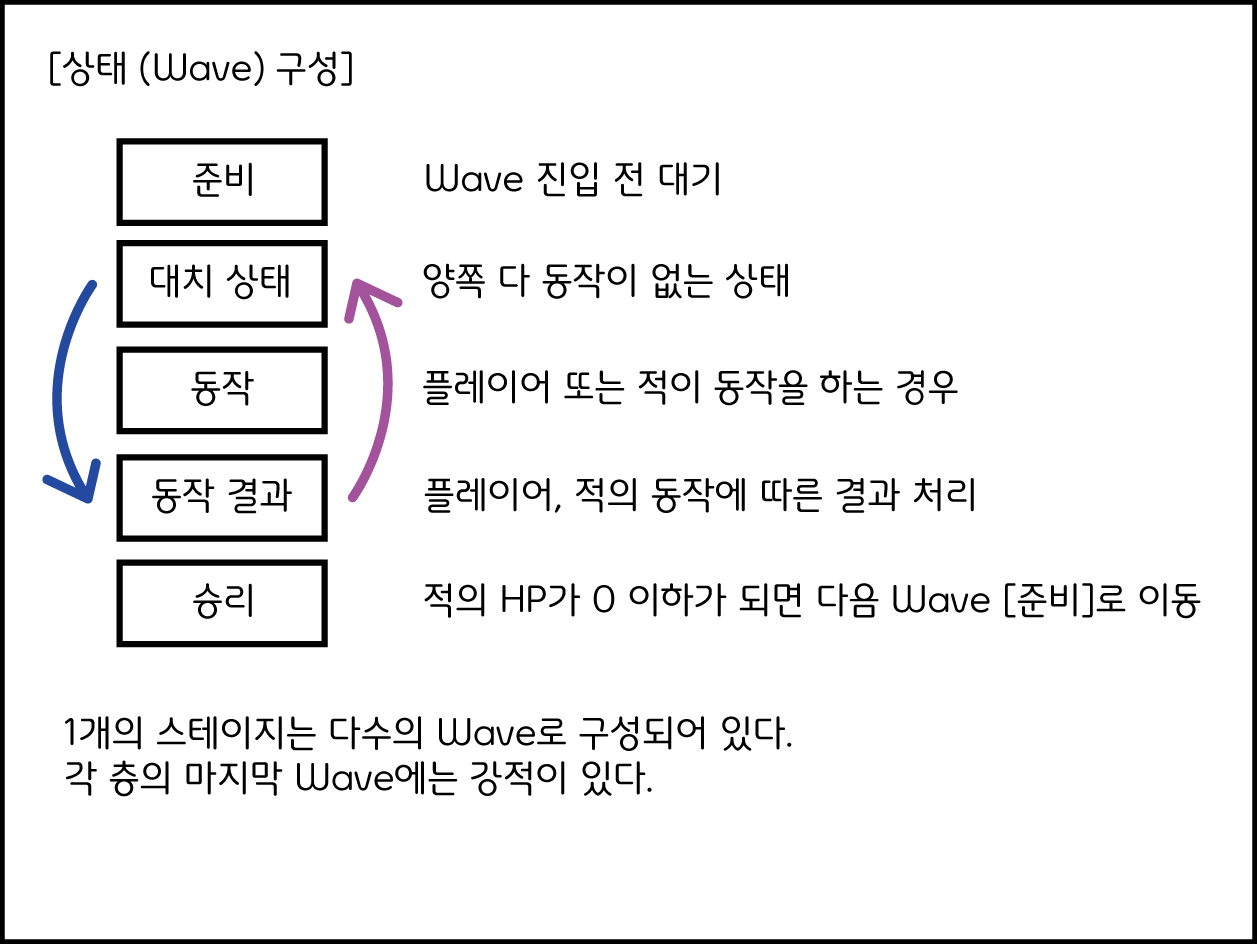 [상태 (Wave) 구성]
준비
Wave 진입 전 대기
대치 상태
양쪽 다 동작이 없는 상태
동작
플레이어 또는 적이 동작을 하는 경우
동작 결과
플레이어, 적의 동작에 따른 결과 처리
승리
적의 HP가 0 이하가 되면 다음 Wave [준비]로 이동
1개의 스테이지는 다수의 Wave로 구성되어 있다.
각 층의 마지막 Wave에는 강적이 있다.